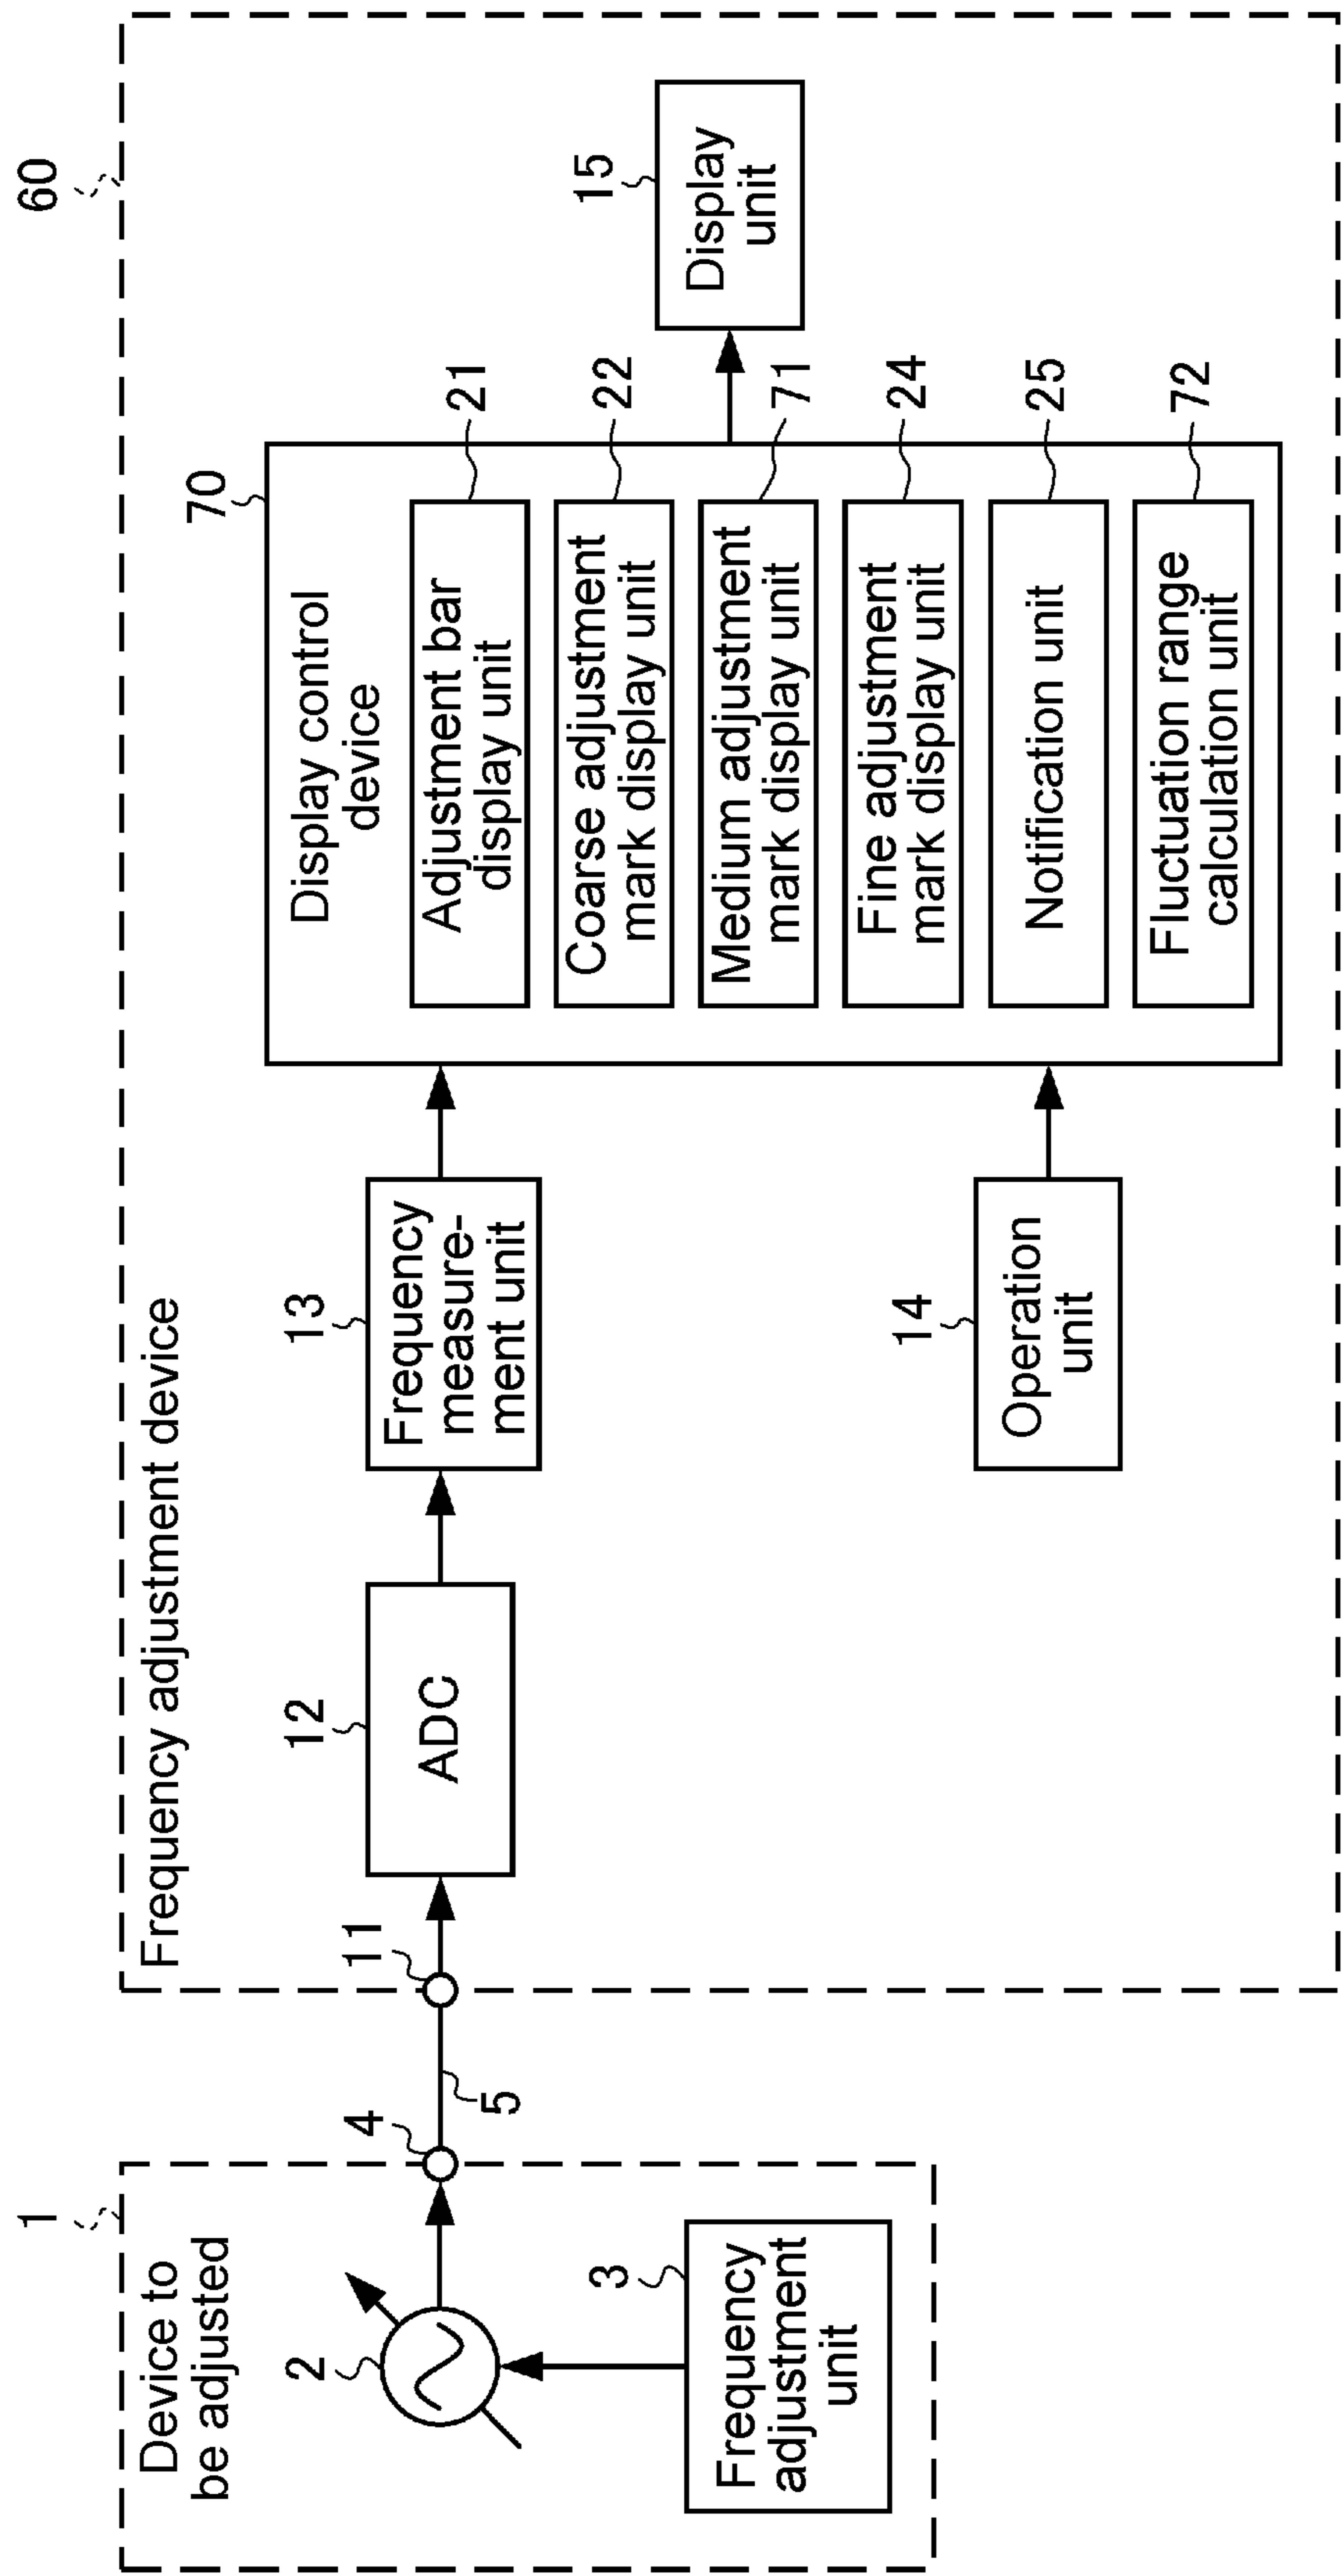 60
1
Device to
be adjusted
2
3
Frequency
adjustment
unit
4
5
11
Frequency adjustment device
12
ADC
13
Frequency
measure-
ment unit
14
Operation
unit
70
Display control
device
Adjustment bar
display unit
21
Coarse adjustment
mark display unit
22
Medium adjustment
mark display unit
71
Fine adjustment
mark display unit
24
Notification unit
25
Fluctuation range
calculation unit
72
15
Display
unit